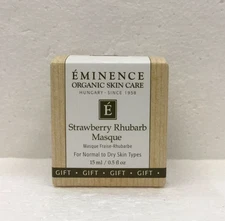 ÉMINENCE
ORGANIC SKIN CARE
HUNGARY · SINCE 1958
É
Strawberry Rhubarb
Masque
Masque Fraise-Rhubarbe
For Normal to Dry Skin Types
15 ml / 0.5 fl oz
GIFT • GIFT • GIFT • GIFT • GIFT